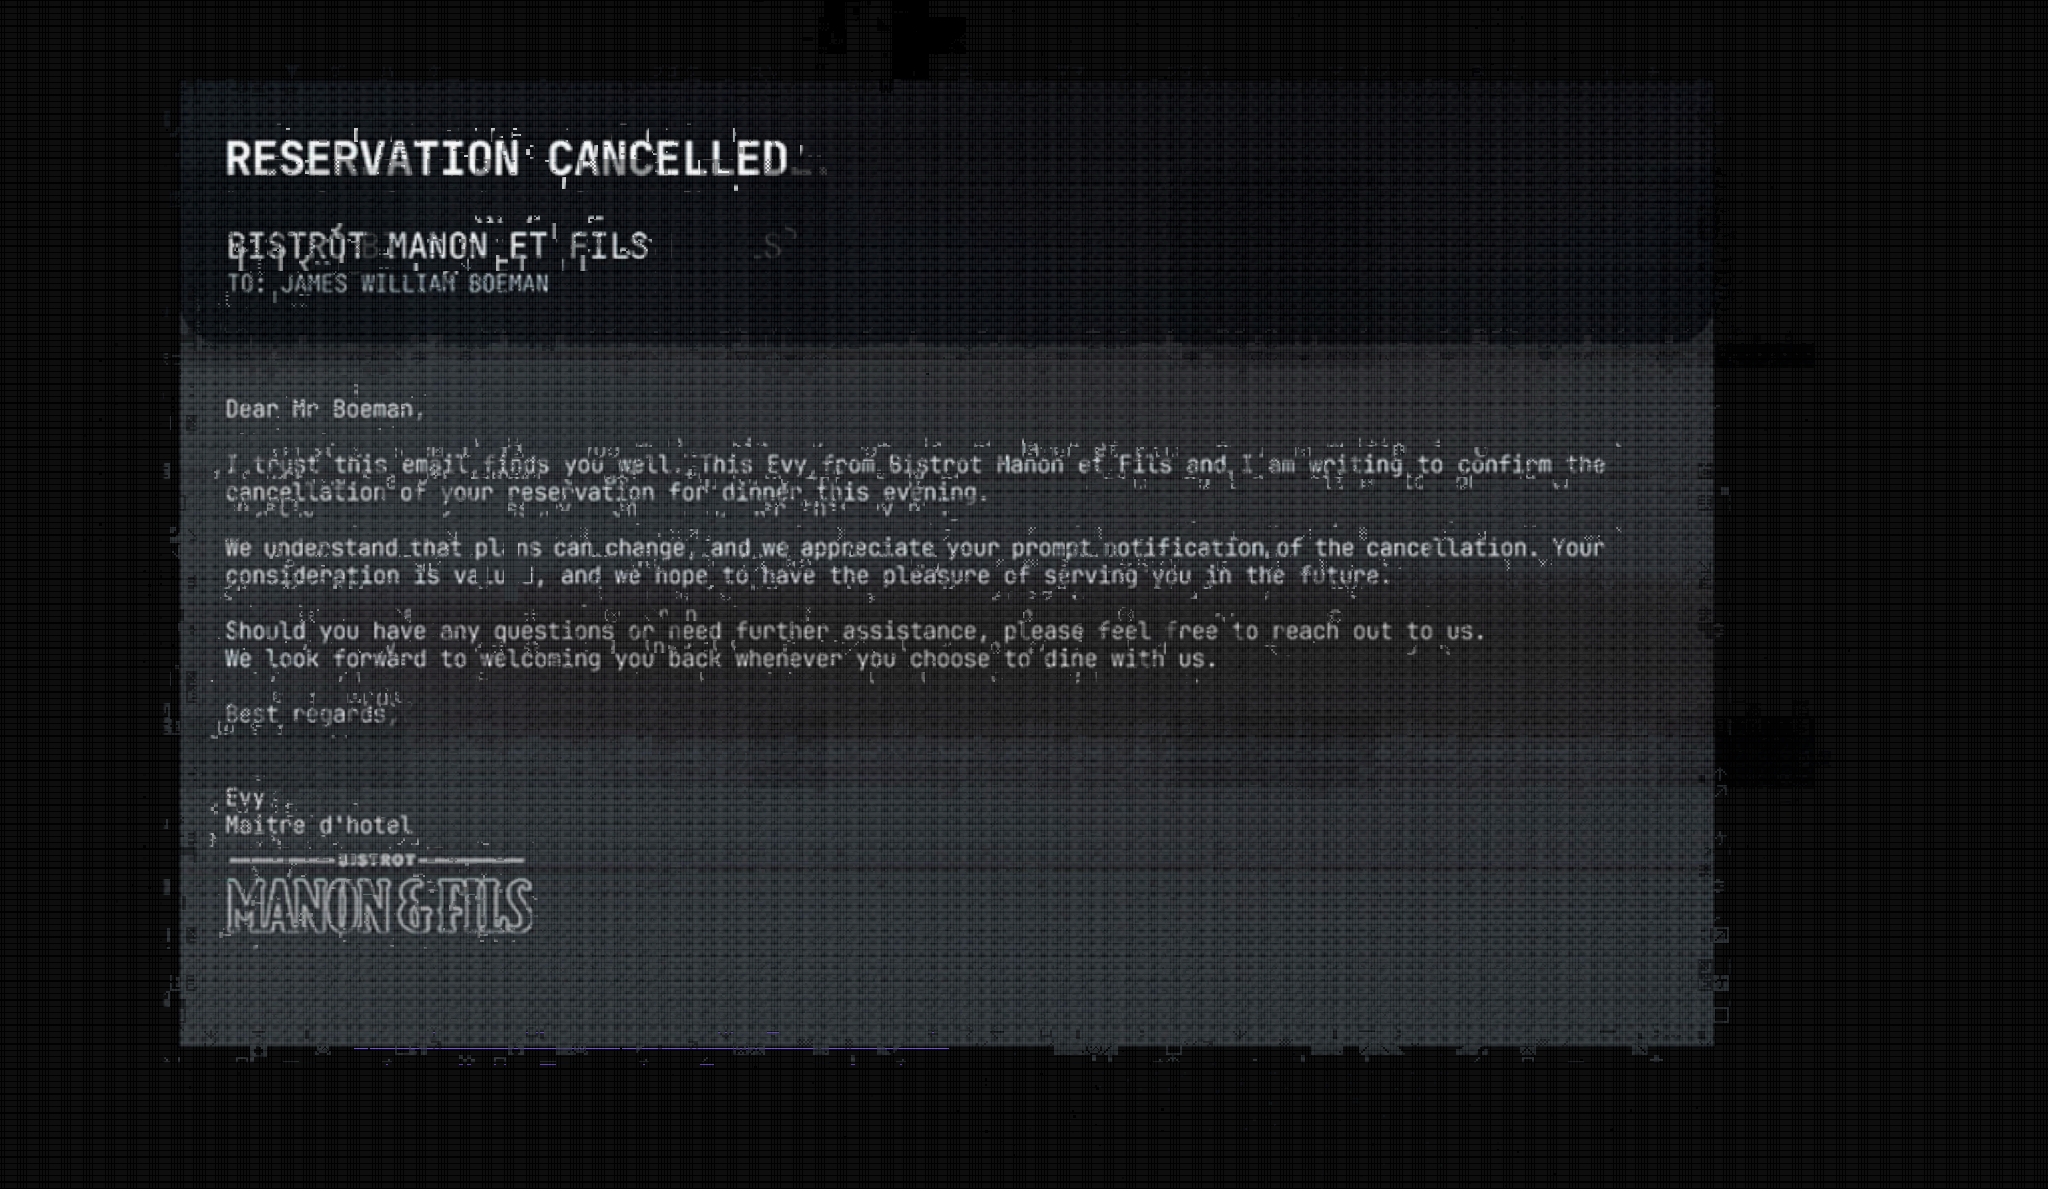 RESERVATION CANCELLED
BISTROT MANON ET FILS
TO: JAMES WILLIAM BOEMAN
Dear Mr Boeman,
I trust this email finds you well. This Evy from Bistrot Manon et Fils and I am writing to confirm the
cancellation of your reservation for dinner this evening.
We understand that plans can change, and we appreciate your prompt notification of the cancellation. Your
consideration is valued, and we hope to have the pleasure of serving you in the future.
Should you have any questions or need further assistance, please feel free to reach out to us.
We look forward to welcoming you back whenever you choose to dine with us.
Best regards,
Evy
Maitre d'hotel
BISTROT
MANON & FILS